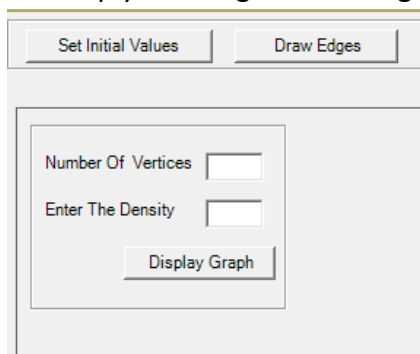 Set Initial Values
Draw Edges
Number Of Vertices
Enter The Density
Display Graph